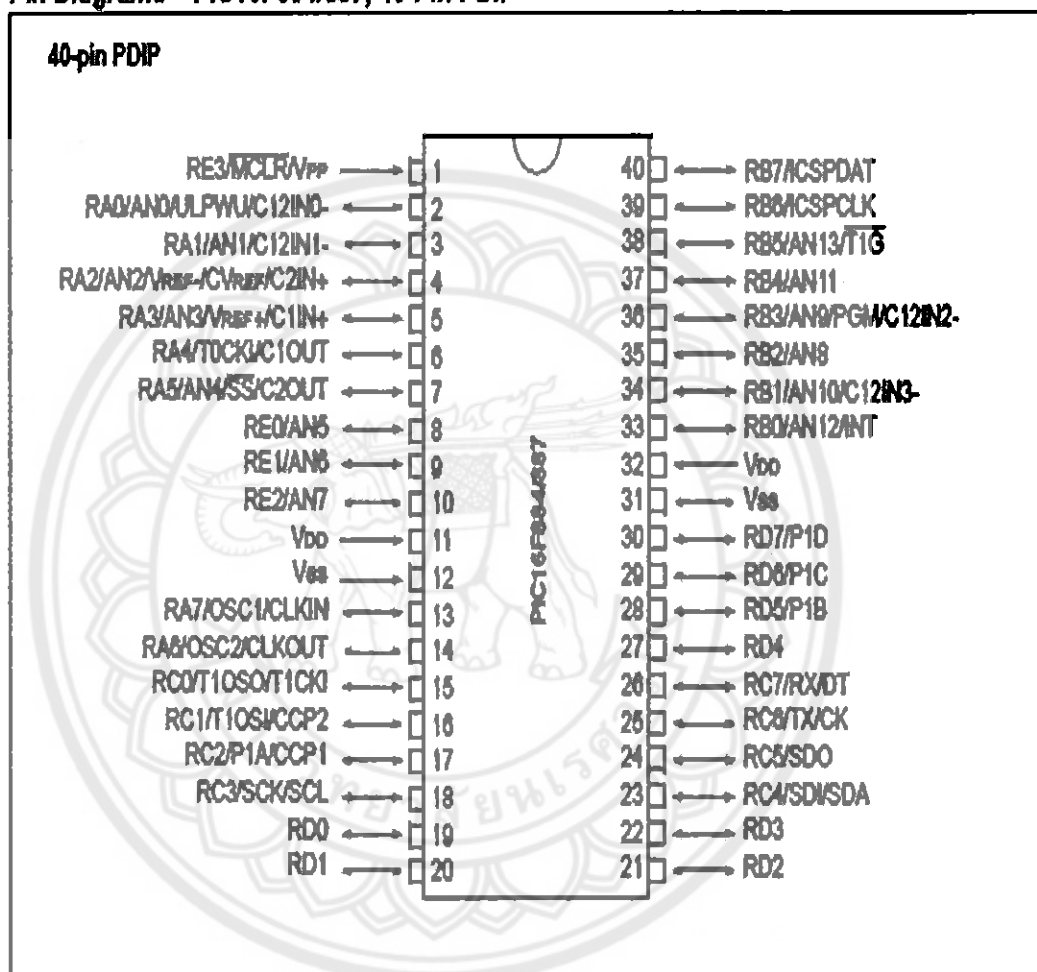 40-pin PDIP
RE3/MCLR/VPP 1
RA0/AN0/ULPWU/C12IN0- 2
RA1/AN1/C12IN1- 3
RA2/AN2/VREF-/CVREF/C2IN+ 4
RA3/AN3/VREF+/C1IN+ 5
RA4/T0CKI/C1OUT 6
RA5/AN4/SS/C2OUT 7
RE0/AN5 8
RE1/AN6 9
RE2/AN7 10
VDD 11
VSS 12
RA7/OSC1/CLKIN 13
RA6/OSC2/CLKOUT 14
RC0/T1OSO/T1CKI 15
RC1/T1OSI/CCP2 16
RC2/P1A/CCP1 17
RC3/SCK/SCL 18
RD0 19
RD1 20
PIC16F884/887
40 RB7/ICSPDAT
39 RB6/ICSPCLK
38 RB5/AN13/T1G
37 RB4/AN11
36 RB3/AN9/PGM/C12IN2-
35 RB2/AN8
34 RB1/AN10/C12IN3-
33 RB0/AN12/INT
32 VDD
31 VSS
30 RD7/P1D
29 RD6/P1C
28 RD5/P1B
27 RD4
26 RC7/RX/DT
25 RC6/TX/CK
24 RC5/SDO
23 RC4/SDI/SDA
22 RD3
21 RD2